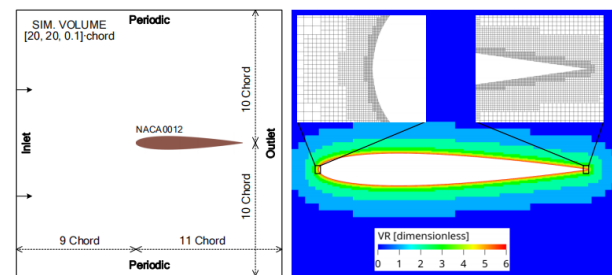 SIM. VOLUME
[20, 20, 0.1]·chord
Periodic
10 Chord
NACA0012
Inlet
Outlet
10 Chord
9 Chord
11 Chord
Periodic
VR [dimensionless]
0 1 2 3 4 5 6